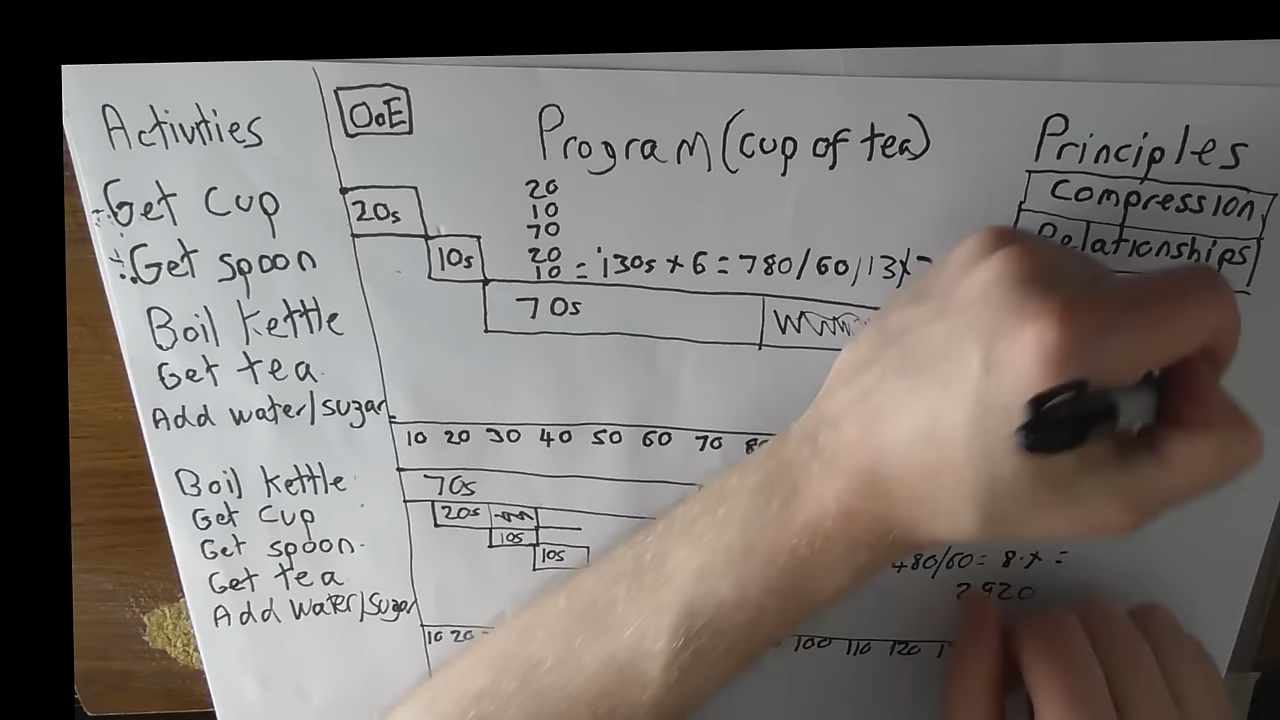 Activities
Get Cup
Get spoon
Boil Kettle
Get tea
Add water/sugar
OoE
Program (cup of tea)
Principles
Compression
Relationships
20s
10s
70s
20
10
70
20
10 = 130s × 6 = 780/60, 13
10 20 30 40 50 60 70
Boil Kettle
Get Cup
Get spoon
Get tea
Add water/sugar
70s
20s
10s
10s
480/60 = 8 · × =
2920
10 20
100 110 120